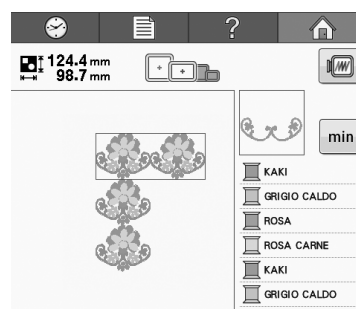 ?
124.4 mm
98.7 mm
min
KAKI
GRIGIO CALDO
ROSA
ROSA CARNE
KAKI
GRIGIO CALDO